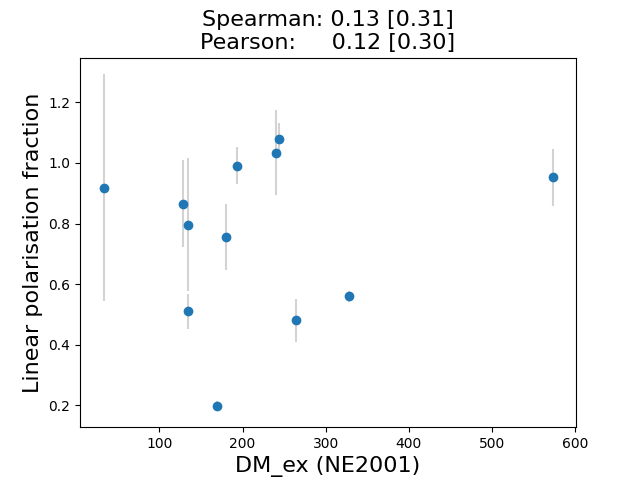 Spearman: 0.13 [0.31]
Pearson: 0.12 [0.30]
Linear polarisation fraction
1.2
1.0
0.8
0.6
0.4
0.2
100 200 300 400 500 600
DM_ex (NE2001)